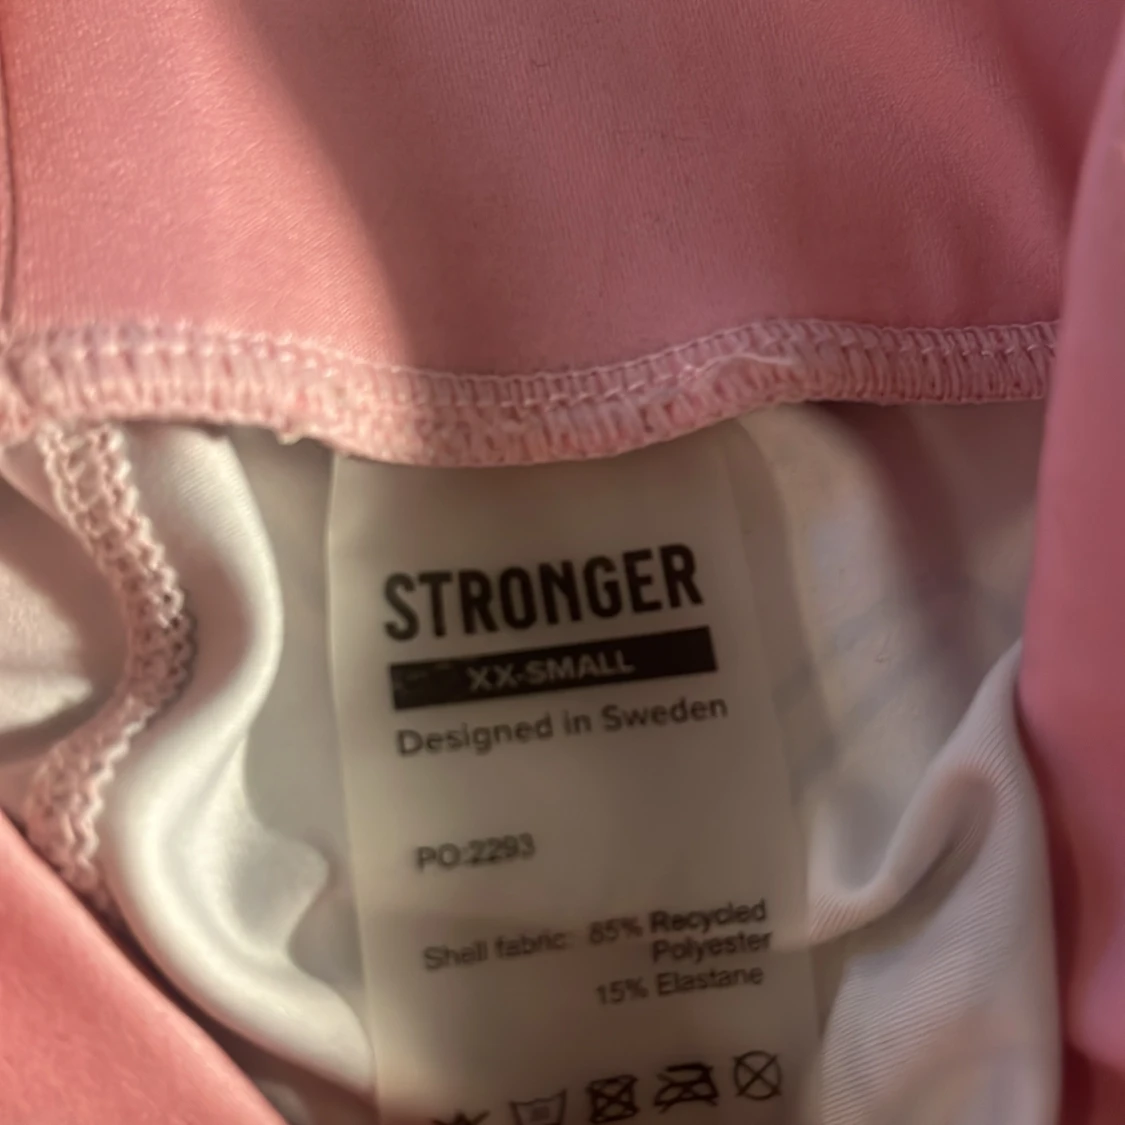 STRONGER
XX-SMALL
Designed in Sweden
PO:2293
Shell fabric: 85% Recycled
Polyester
15% Elastane